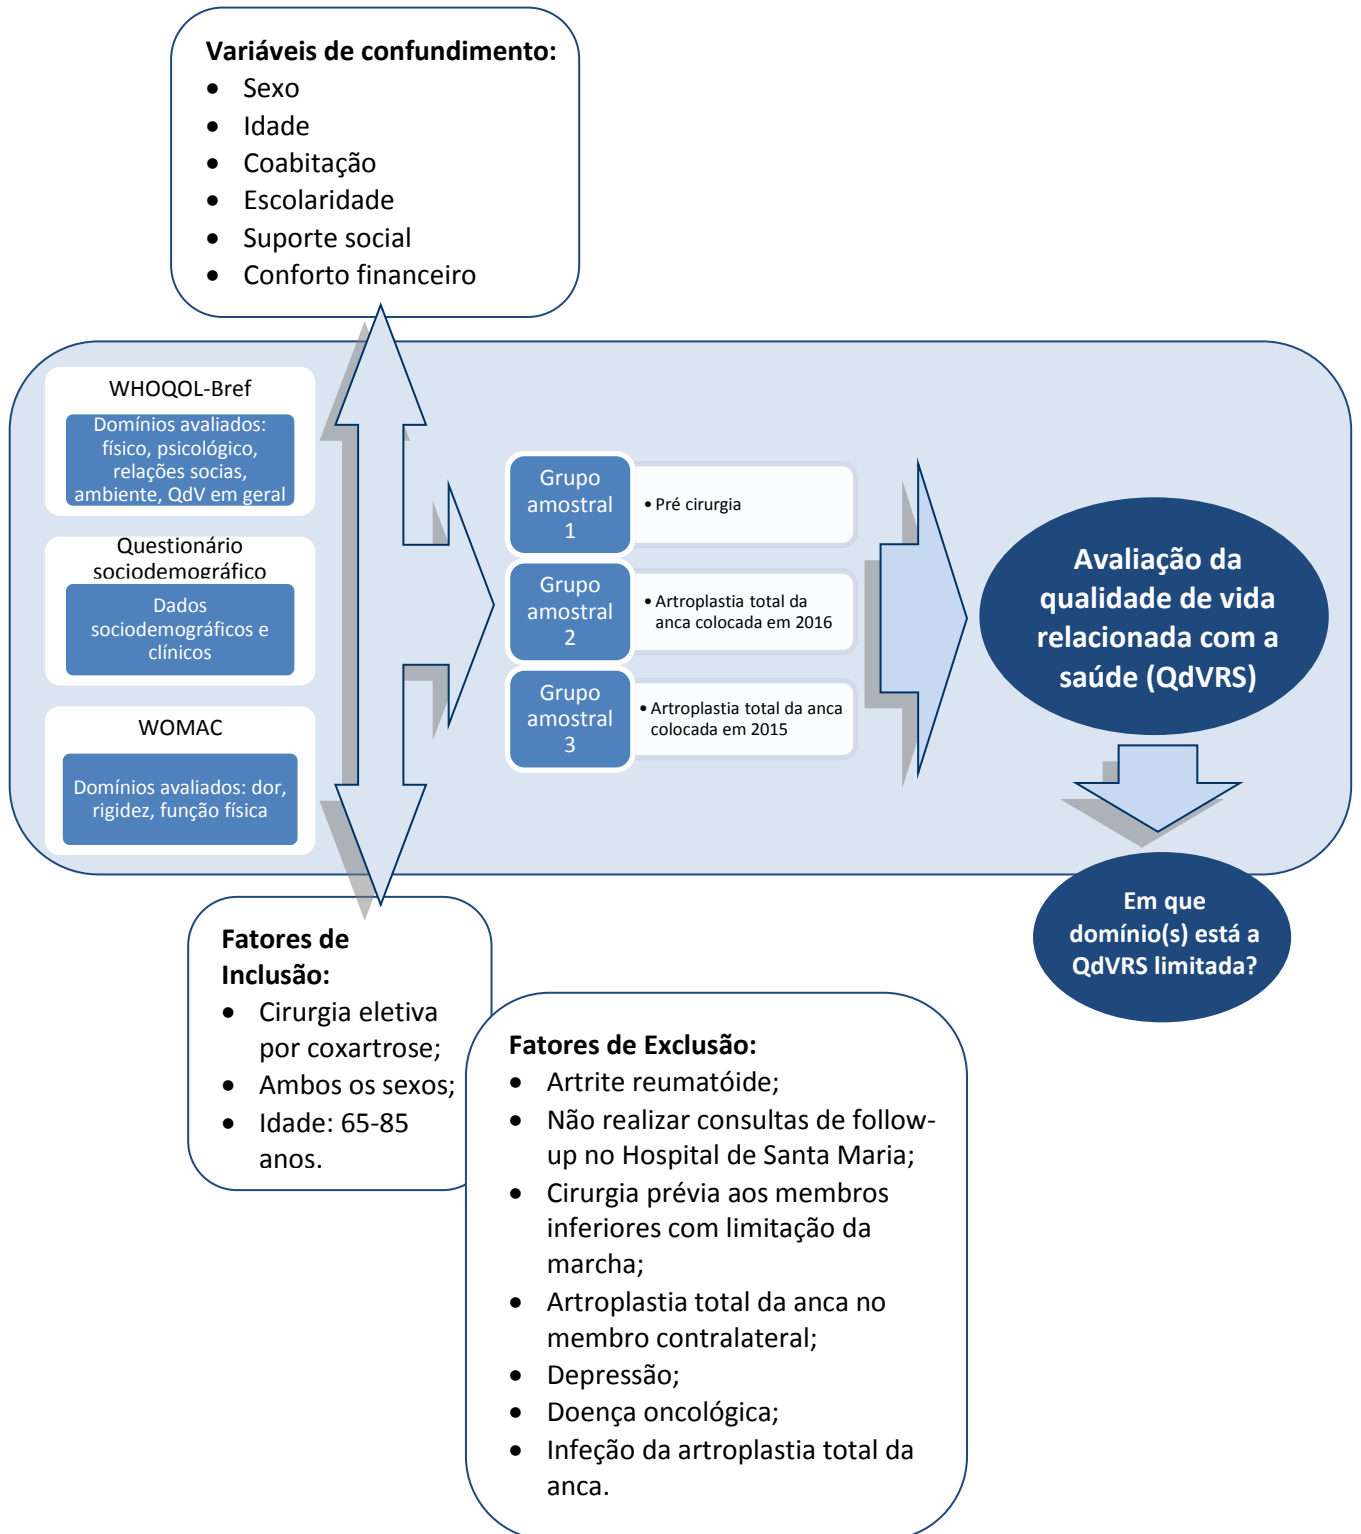 Variáveis de confundimento:
• Sexo
• Idade
• Coabitação
• Escolaridade
• Suporte social
• Conforto financeiro
WHOQOL-Bref
Domínios avaliados:
físico, psicológico,
relações socias,
ambiente, QdV em geral
Questionário
sociodemográfico
Dados
sociodemográficos e
clínicos
WOMAC
Domínios avaliados: dor,
rigidez, função física
Grupo
amostral
1
• Pré cirurgia
Grupo
amostral
2
• Artroplastia total da
anca colocada em 2016
Grupo
amostral
3
• Artroplastia total da anca
colocada em 2015
Avaliação da
qualidade de vida
relacionada com a
saúde (QdVRS)
Em que
domínio(s) está a
QdVRS limitada?
Fatores de
Inclusão:
• Cirurgia eletiva
por coxartrose;
• Ambos os sexos;
• Idade: 65-85
anos.
Fatores de Exclusão:
• Artrite reumatóide;
• Não realizar consultas de follow-
up no Hospital de Santa Maria;
• Cirurgia prévia aos membros
inferiores com limitação da
marcha;
• Artroplastia total da anca no
membro contralateral;
• Depressão;
• Doença oncológica;
• Infeção da artroplastia total da
anca.